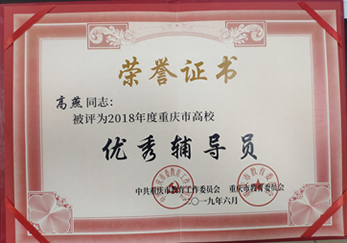 荣誉证书
高燕同志：
被评为2018年度重庆市高校
优秀辅导员
中共重庆市教育工作委员会 重庆市教育委员会
二〇一九年六月